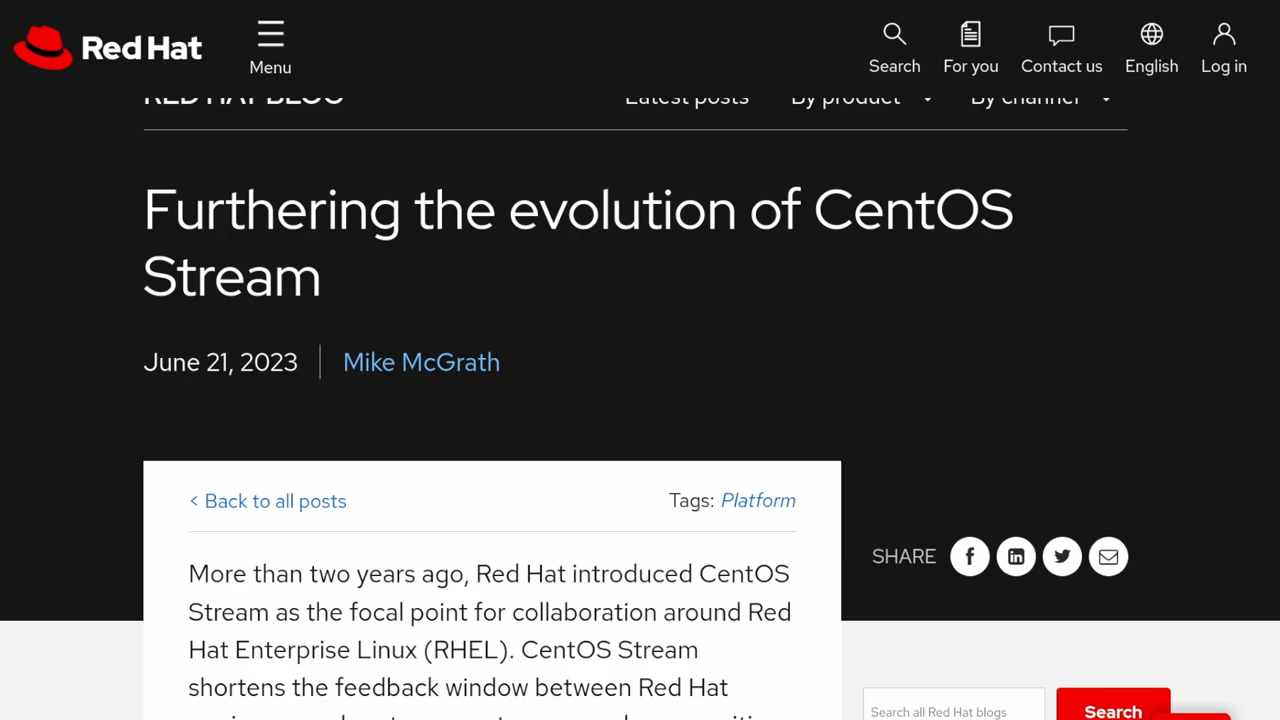 Red Hat
Menu
Search
For you
Contact us
English
Log in
RED HAT BLOG
Latest posts
By product
By channel
Furthering the evolution of CentOS
Stream
June 21, 2023
Mike McGrath
< Back to all posts
Tags: Platform
SHARE
More than two years ago, Red Hat introduced CentOS
Stream as the focal point for collaboration around Red
Hat Enterprise Linux (RHEL). CentOS Stream
shortens the feedback window between Red Hat
Search all Red Hat blogs
Search